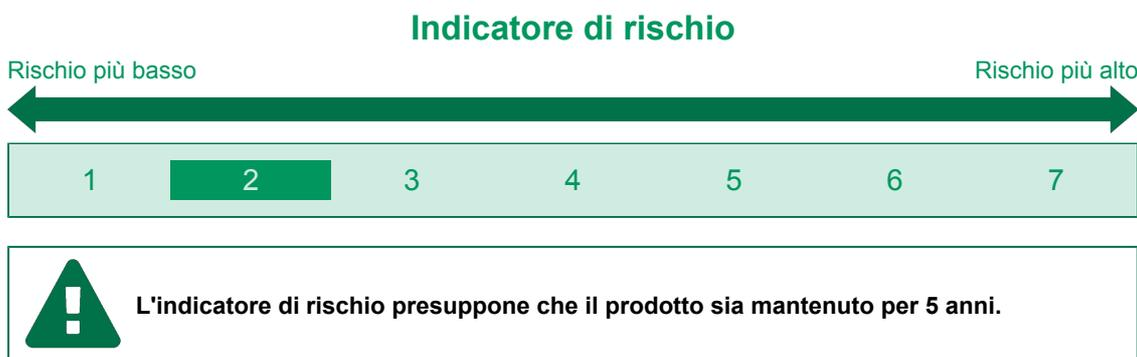 Indicatore di rischio
Rischio più basso Rischio più alto
1 2 3 4 5 6 7
L'indicatore di rischio presuppone che il prodotto sia mantenuto per 5 anni.